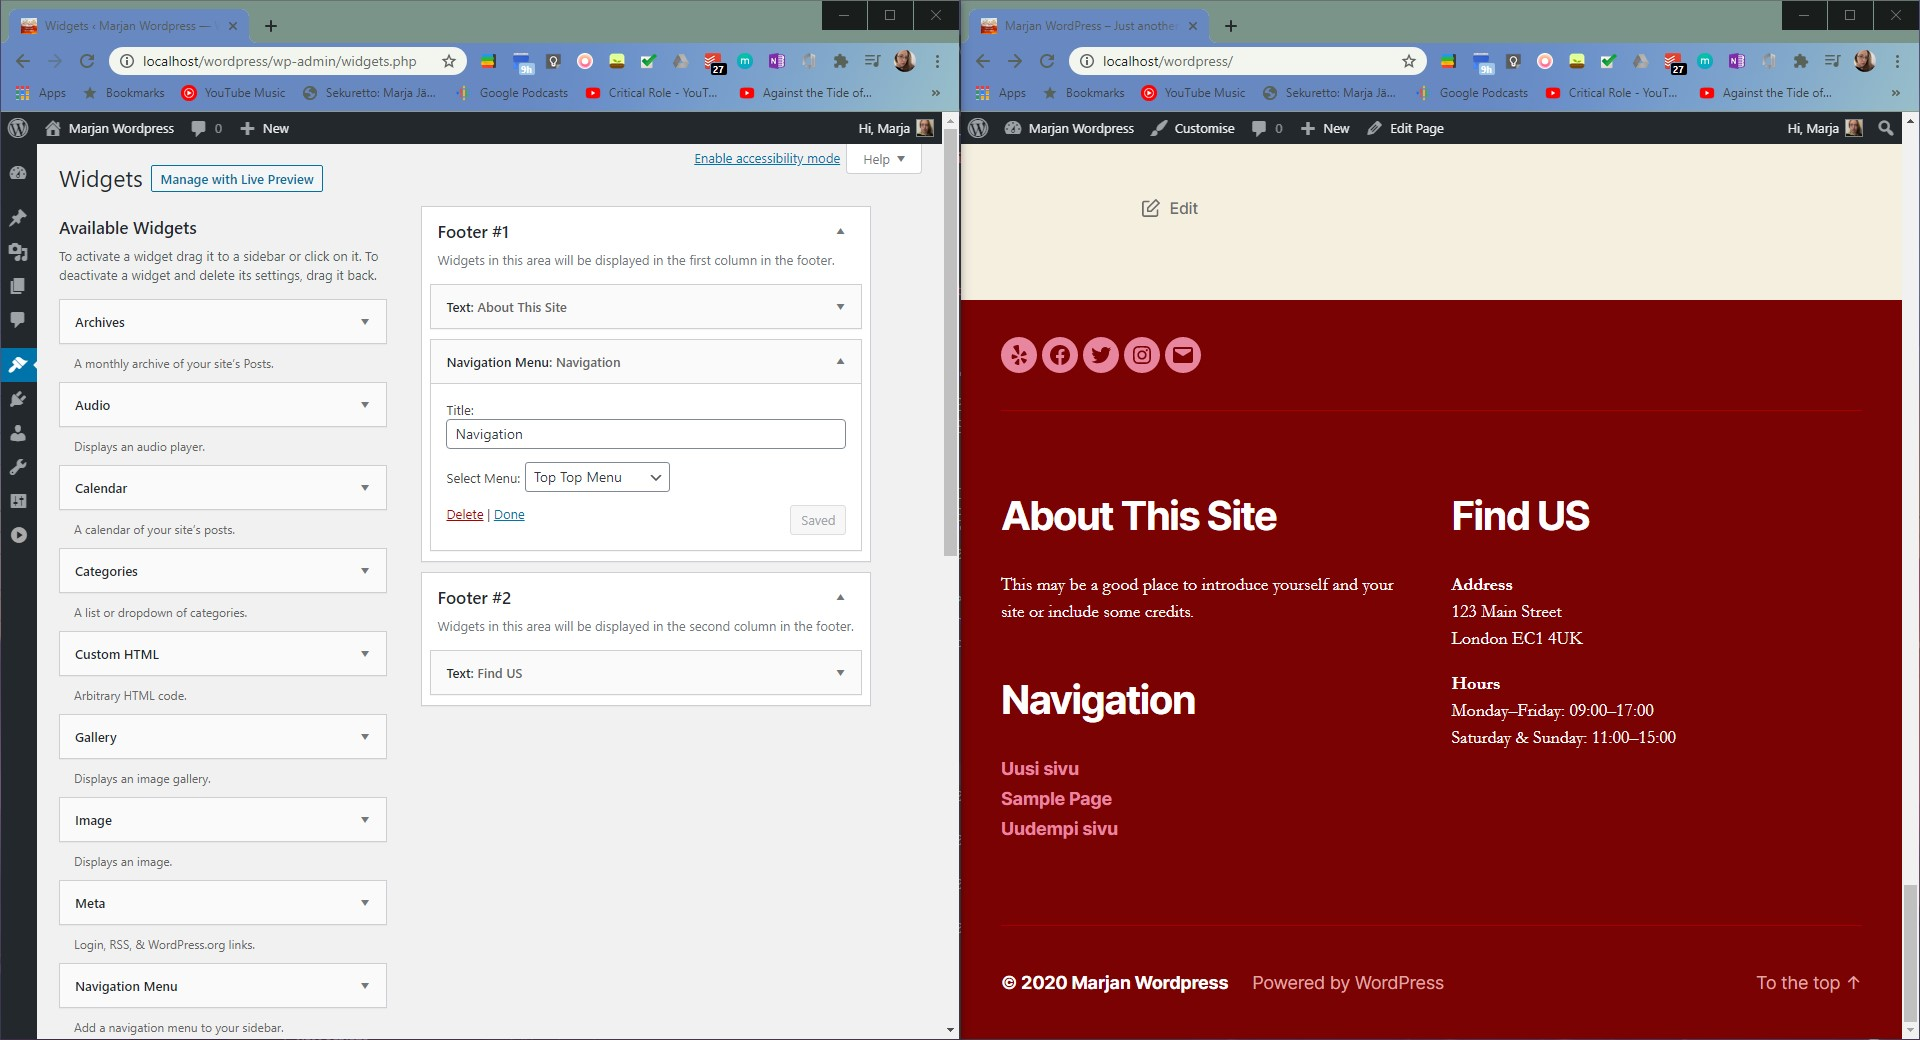 Widgets ‹ Marjan Wordpress —
localhost/wordpress/wp-admin/widgets.php
9h
27
Apps
Bookmarks
YouTube Music
Sekuretto: Marja Jä...
Google Podcasts
Critical Role - YouT...
Against the Tide of...
»
Marjan Wordpress
0
New
Hi, Marja
Enable accessibility mode
Help
Widgets
Manage with Live Preview
Available Widgets
To activate a widget drag it to a sidebar or click on it. To
deactivate a widget and delete its settings, drag it back.
Archives
A monthly archive of your site's Posts.
Audio
Displays an audio player.
Calendar
A calendar of your site's posts.
Categories
A list or dropdown of categories.
Custom HTML
Arbitrary HTML code.
Gallery
Displays an image gallery.
Image
Displays an image.
Meta
Login, RSS, & WordPress.org links.
Navigation Menu
Add a navigation menu to your sidebar.
Footer #1
Widgets in this area will be displayed in the first column in the footer.
Text: About This Site
Navigation Menu: Navigation
Title:
Navigation
Select Menu: Top Top Menu
Delete | Done
Saved
Footer #2
Widgets in this area will be displayed in the second column in the footer.
Text: Find US
Marjan WordPress – Just anothe
localhost/wordpress/
9h
27
Apps
Bookmarks
YouTube Music
Sekuretto: Marja Jä...
Google Podcasts
Critical Role - YouT...
Against the Tide of...
»
Marjan Wordpress
Customise
0
New
Edit Page
Hi, Marja
Edit
About This Site
This may be a good place to introduce yourself and your
site or include some credits.
Navigation
Uusi sivu
Sample Page
Uudempi sivu
Find US
Address
123 Main Street
London EC1 4UK
Hours
Monday–Friday: 09:00–17:00
Saturday & Sunday: 11:00–15:00
© 2020 Marjan Wordpress
Powered by WordPress
To the top ↑